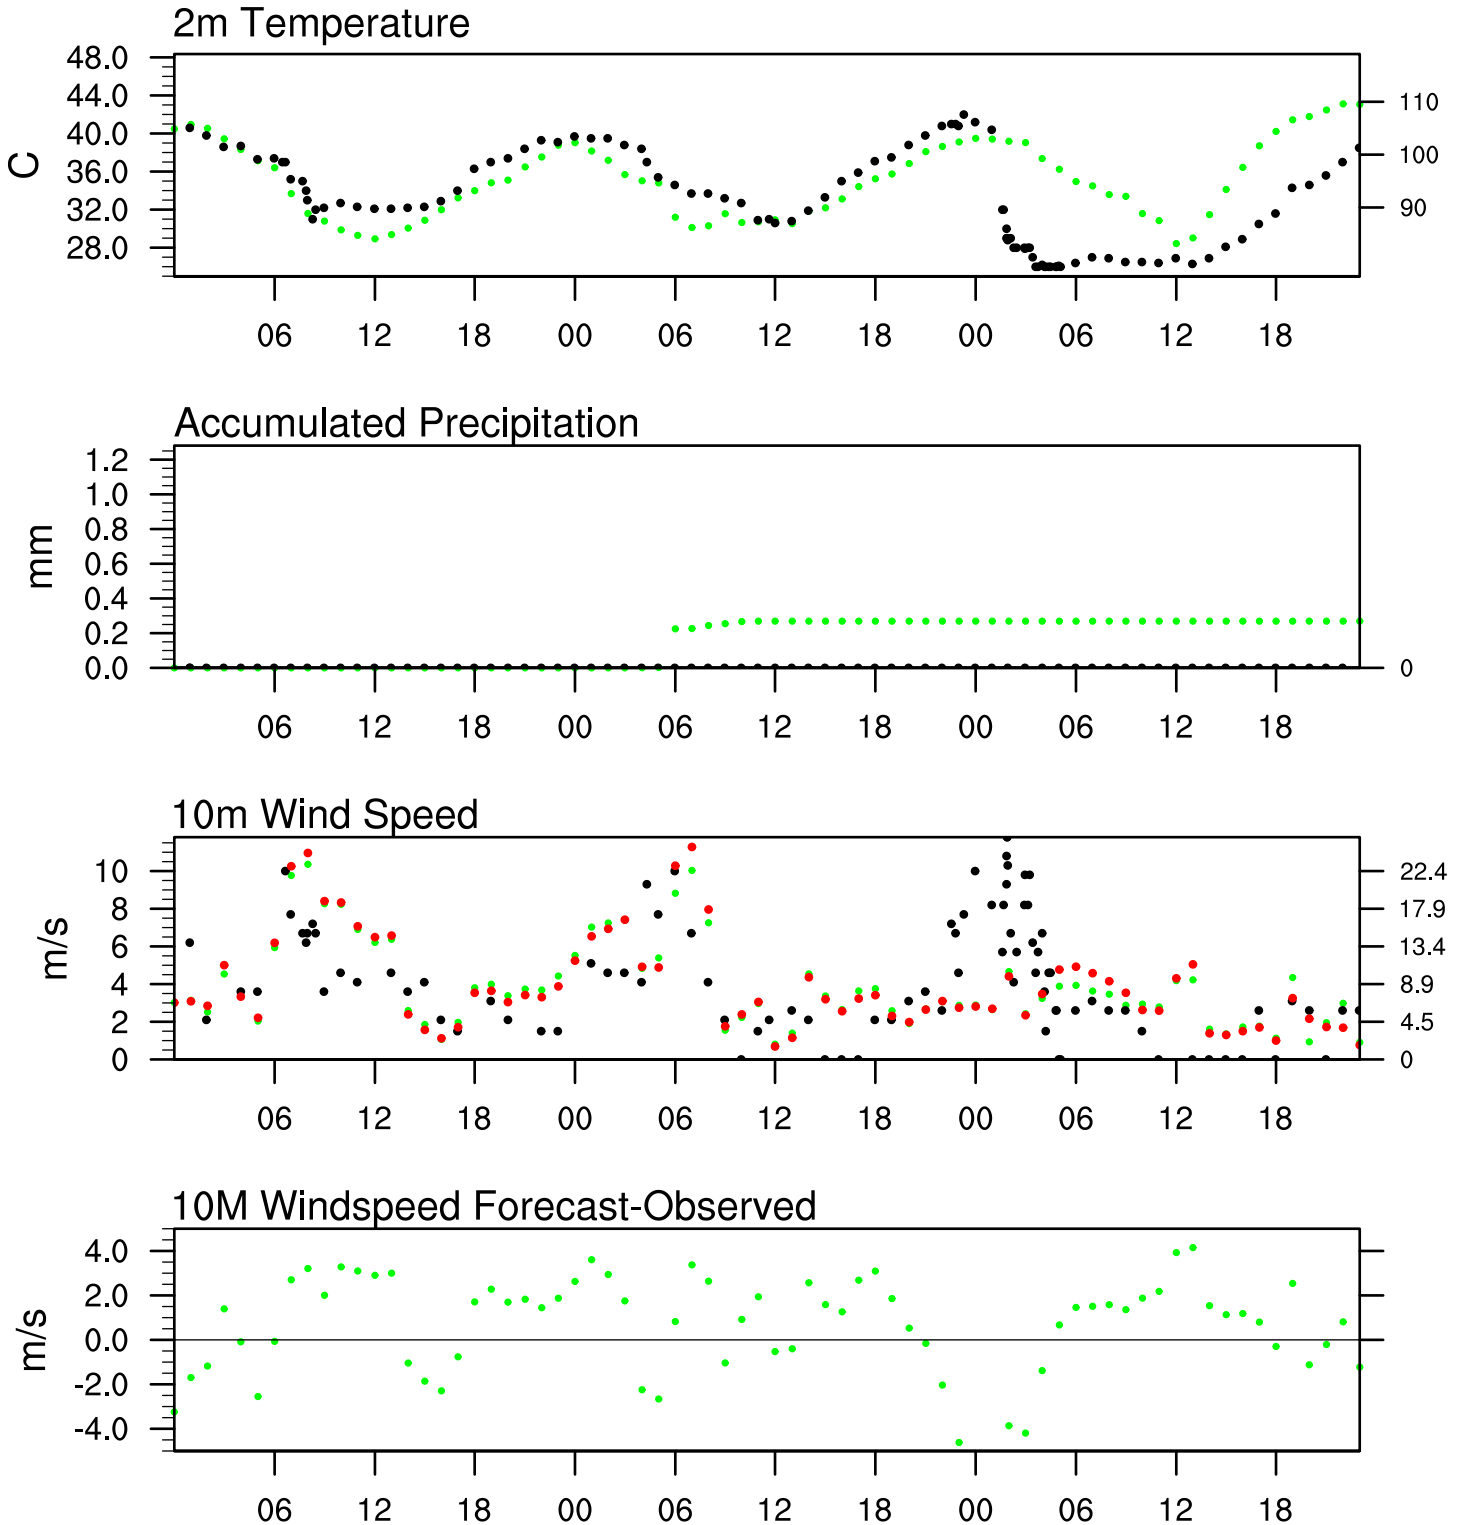 2m Temperature
48.0
44.0
40.0
36.0
32.0
28.0
C
110
100
90
06 12 18 00 06 12 18 00 06 12 18
Accumulated Precipitation
1.2
1.0
0.8
0.6
0.4
0.2
0.0
mm
0
06 12 18 00 06 12 18 00 06 12 18
10m Wind Speed
10
8
6
4
2
0
m/s
22.4
17.9
13.4
8.9
4.5
0
06 12 18 00 06 12 18 00 06 12 18
10M Windspeed Forecast-Observed
4.0
2.0
0.0
-2.0
-4.0
m/s
06 12 18 00 06 12 18 00 06 12 18